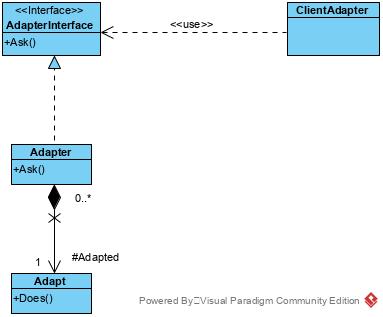 <<Interface>>
AdapterInterface
+Ask()
<<use>>
ClientAdapter
Adapter
+Ask()
0..*
1
#Adapted
Adapt
+Does()
Powered By Visual Paradigm Community Edition